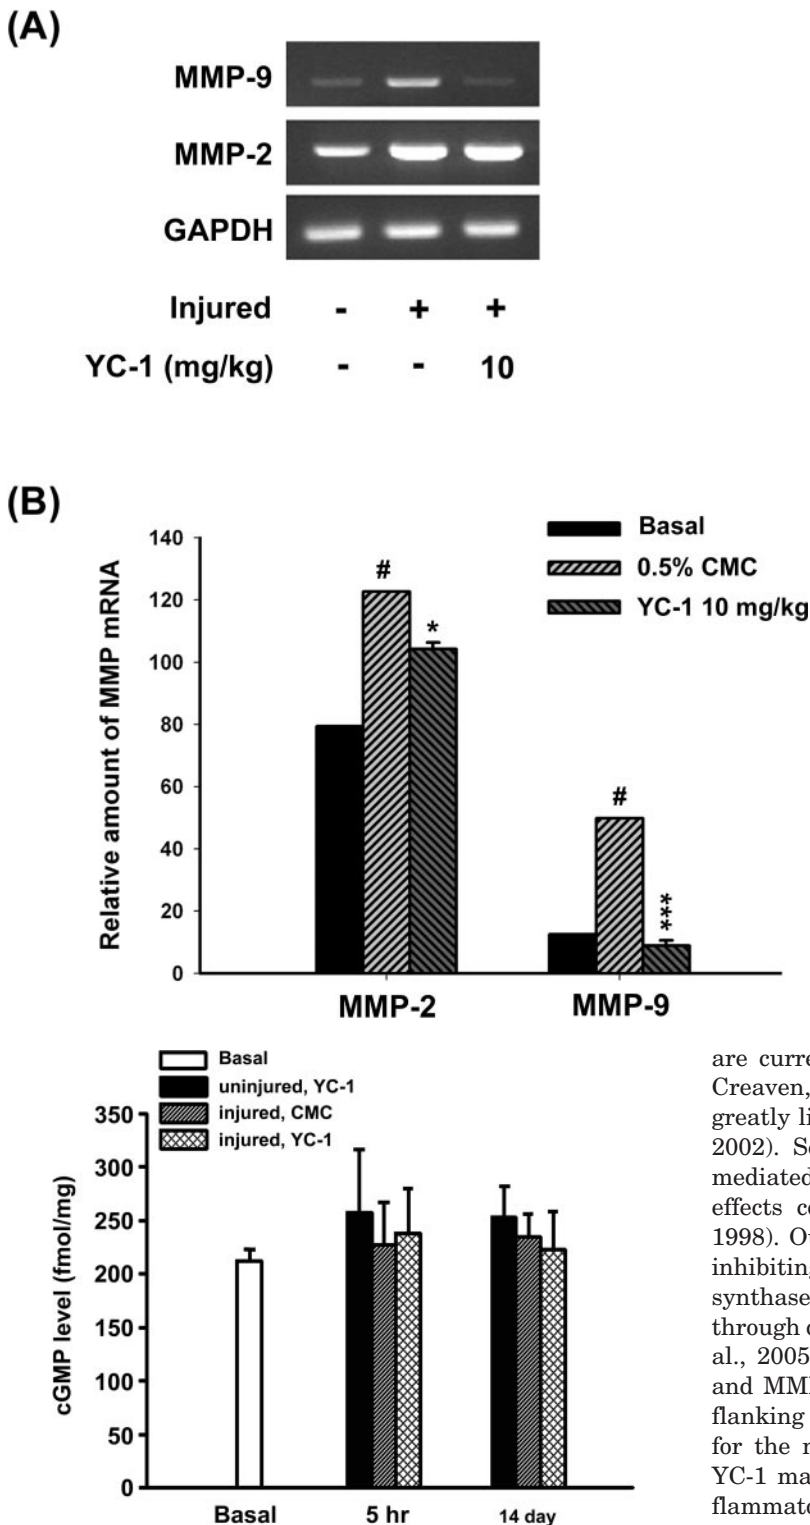 (A)
MMP-9
MMP-2
GAPDH
Injured - + +
YC-1 (mg/kg) - - 10
(B)
Relative amount of MMP mRNA
140
120
100
80
60
40
20
0
Basal
0.5% CMC
YC-1 10 mg/kg
# *
# ***
MMP-2 MMP-9
cGMP level (fmol/mg)
Basal
uninjured, YC-1
injured, CMC
injured, YC-1
350
300
250
200
150
100
50
0
Basal 5 hr 14 day
are curre
Creaven,
greatly li
2002). Se
mediated
effects co
1998). Ou
inhibiting
synthase
through c
al., 2005
and MM
flanking
for the r
YC-1 ma
flammato